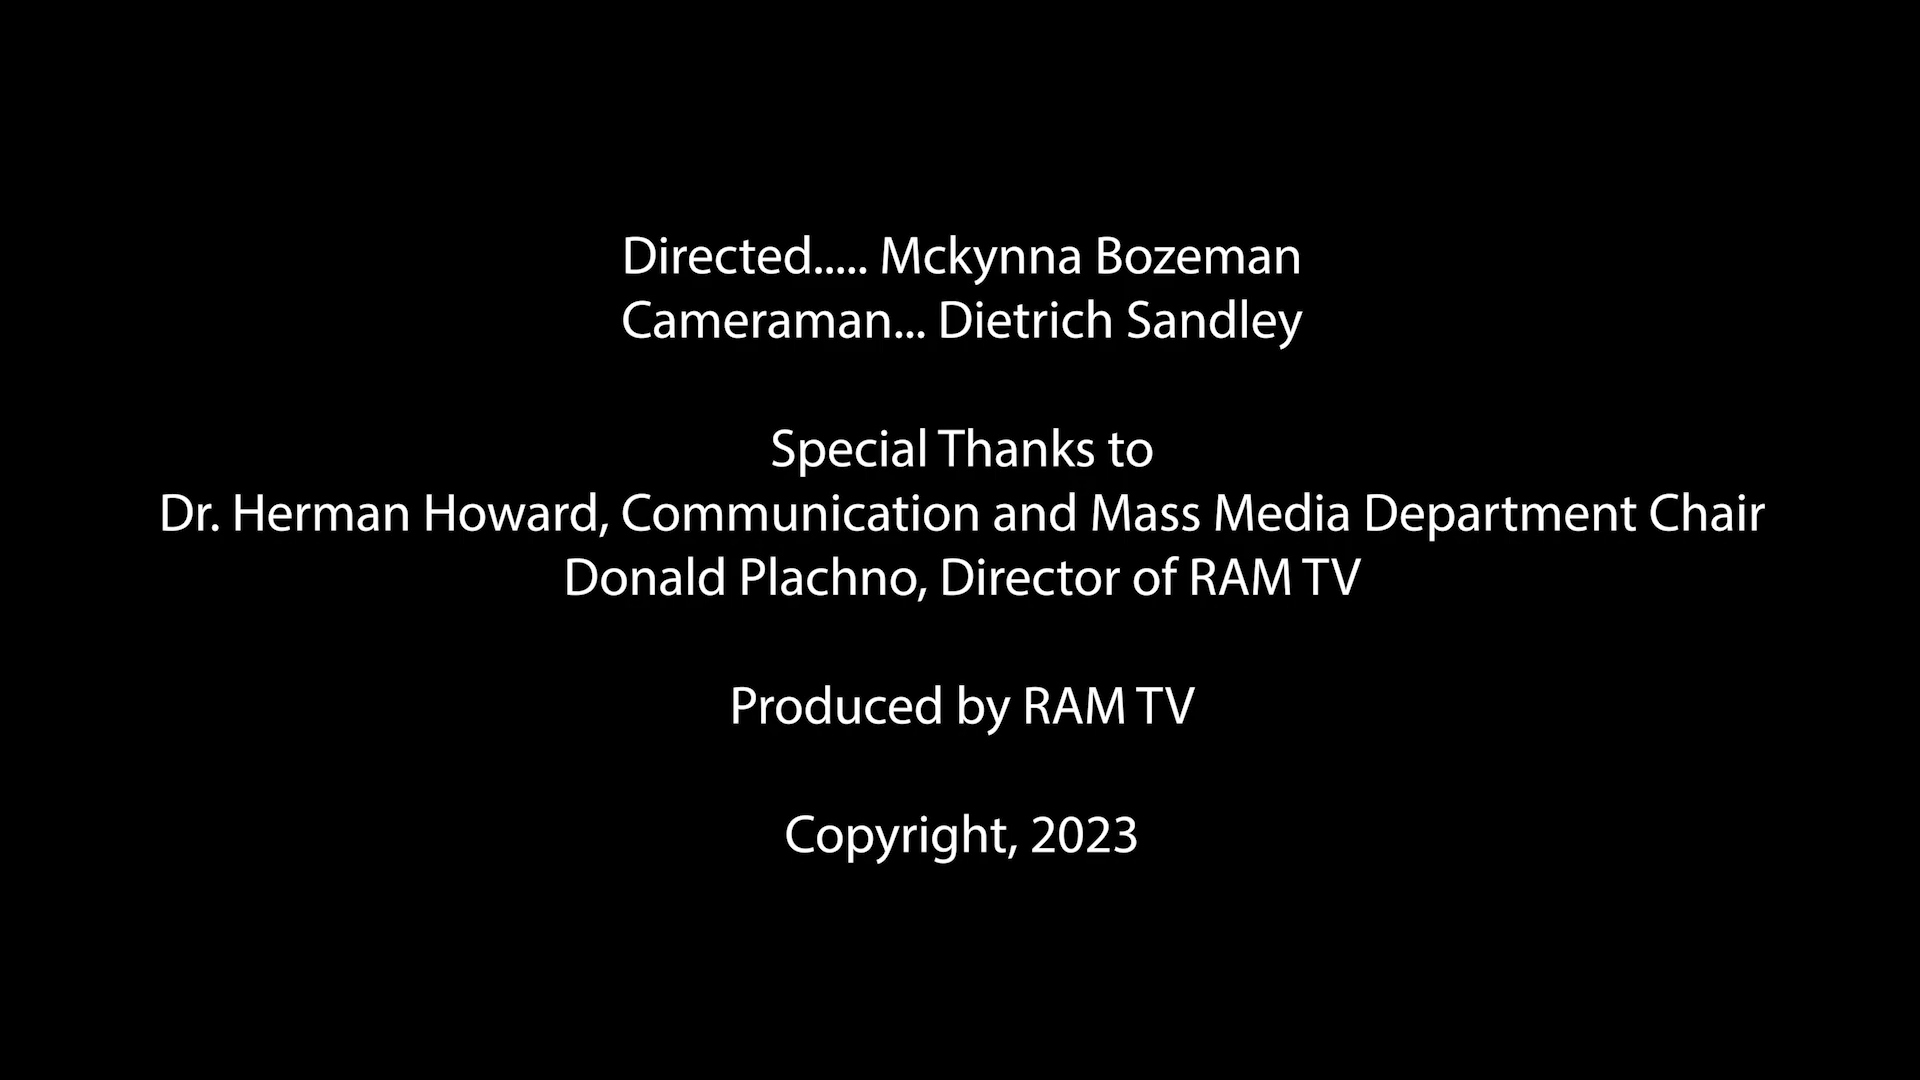 Directed..... Mckynna Bozeman
Cameraman... Dietrich Sandley
Special Thanks to
Dr. Herman Howard, Communication and Mass Media Department Chair
Donald Plachno, Director of RAM TV
Produced by RAM TV
Copyright, 2023